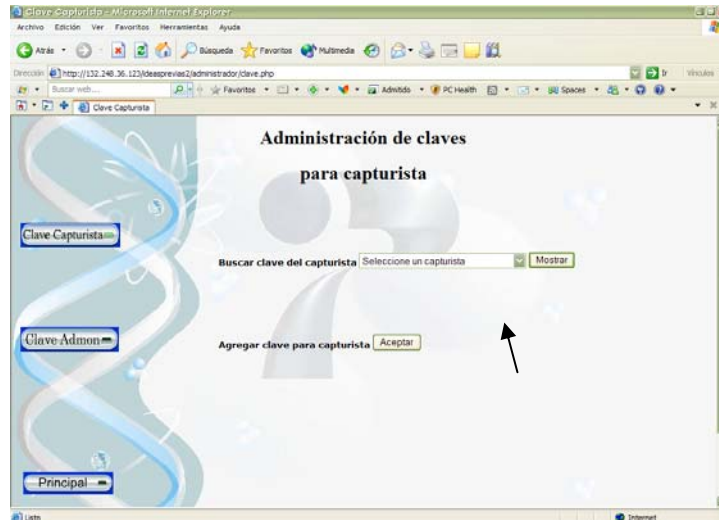 Clave Capturista - Microsoft Internet Explorer
Archivo Edición Ver Favoritos Herramientas Ayuda
Atrás Búsqueda Favoritos Multimedia
Dirección http://132.248.36.123/ideasprevias2/administrador/clave.php Ir Vínculos
Buscar web... Favoritos Admitido PC Health Spaces
Clave Capturista
Administración de claves
para capturista
Clave Capturista
Buscar clave del capturista Seleccione un capturista Mostrar
Clave Admon
Agregar clave para capturista Aceptar
Principal
Listo Internet